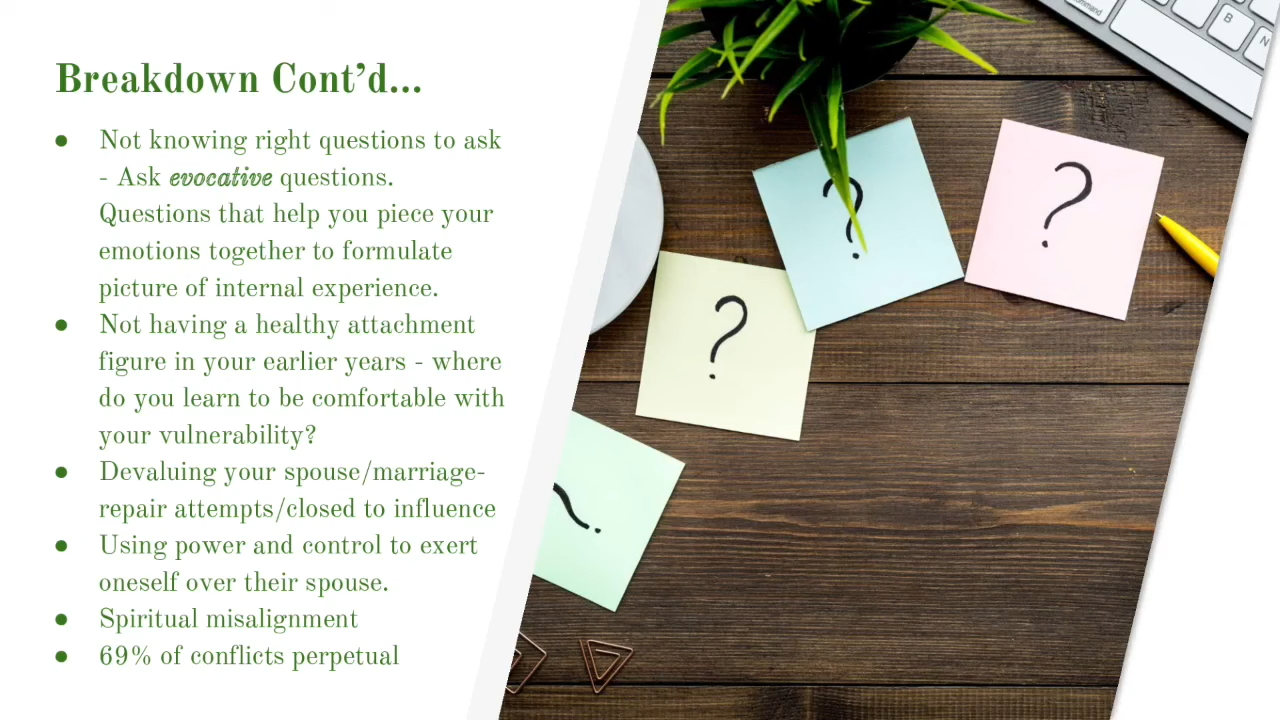 Breakdown Cont’d...
● Not knowing right questions to ask
- Ask evocative questions.
Questions that help you piece your
emotions together to formulate
picture of internal experience.
● Not having a healthy attachment
figure in your earlier years - where
do you learn to be comfortable with
your vulnerability?
● Devaluing your spouse/marriage-
repair attempts/closed to influence
● Using power and control to exert
oneself over their spouse.
● Spiritual misalignment
● 69% of conflicts perpetual
?
?
?
?
command
B
N